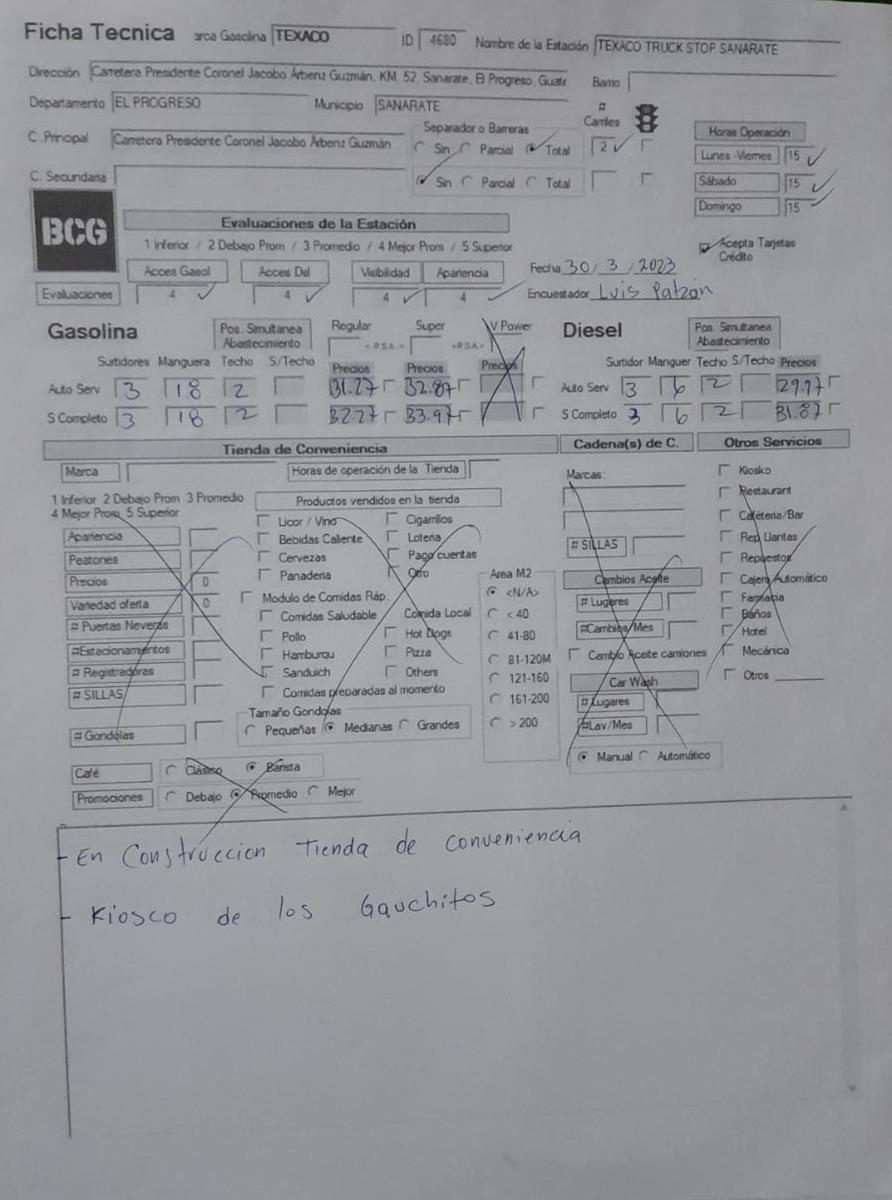 Ficha Tecnica arca Gasolina TEXACO ID 4680 Nombre de la Estación TEXACO TRUCK STOP SANARATE
Dirección Carretera Presidente Coronel Jacobo Árbenz Guzmán, KM. 52, Sanarate, El Progreso, Guate Barrio
Departamento EL PROGRESO Municipio SANARATE # Carriles
C .Principal Carretera Presidente Coronel Jacobo Árbenz Guzmán Separador o Barreras Sin Parcial Total 2
C. Secundaria Sin Parcial Total
Horas Operación
Lunes -Viernes 15
Sábado 15
Domingo 15
BCG
Evaluaciones de la Estación
1 Inferior / 2 Debajo Prom / 3 Promedio / 4 Mejor Prom / 5 Superior
Acepta Tarjetas Crédito
Acces Gasol Acces Dsl Visibilidad Apariencia
Evaluaciones 4 4 4 4
Fecha 30/3/2023
Encuestador Luis Patzán
Gasolina Pos. Simultanea Abastecimiento Regular Super V Power
Surtidores Manguera Techo S/Techo Precios Precios Precios
Auto Serv 3 18 2 31.27 32.87
S Completo 3 18 2 32.27 33.97
Diesel Pos Simultanea Abastecimiento
Surtidor Manguer Techo S/Techo Precios
Auto Serv 3 6 2 29.97
S Completo 3 6 2 31.87
Tienda de Conveniencia
Marca Horas de operación de la Tienda
1 Inferior 2 Debajo Prom 3 Promedio
4 Mejor Prom 5 Superior
Apariencia
Peatones
Precios 0
Variedad oferta 0
# Puertas Neveras
#Estacionamientos
# Registradoras
# SILLAS
# Gondolas
Productos vendidos en la tienda
Licor / Vino Cigarrillos
Bebidas Caliente Loteria
Cervezas Pago cuentas
Panaderia Otro
Modulo de Comidas Ráp.
Comidas Saludable Comida Local
Pollo Hot Dogs
Hamburqu Pizza
Sanduich Others
Comidas preparadas al momento
Tamaño Gondolas
Pequeñas Medianas Grandes
Area M2
<N/A>
< 40
41-80
81-120M
121-160
161-200
> 200
Café Clásico Barista
Promociones Debajo Promedio Mejor
Cadena(s) de C.
Marcas:
# SILLAS
Cambios Aceite
# Lugares
#Cambios/Mes
Cambio Aceite camiones
Car Wash
# Lugares
#Lav/Mes
Manual Automático
Otros Servicios
Kiosko
Restaurant
Cafeteria/Bar
Rep Llantas
Repuestos
Cajero Automático
Farmacia
Baños
Hotel
Mecánica
Otros
- En Construccion Tienda de conveniencia
- Kiosco de los Gauchitos